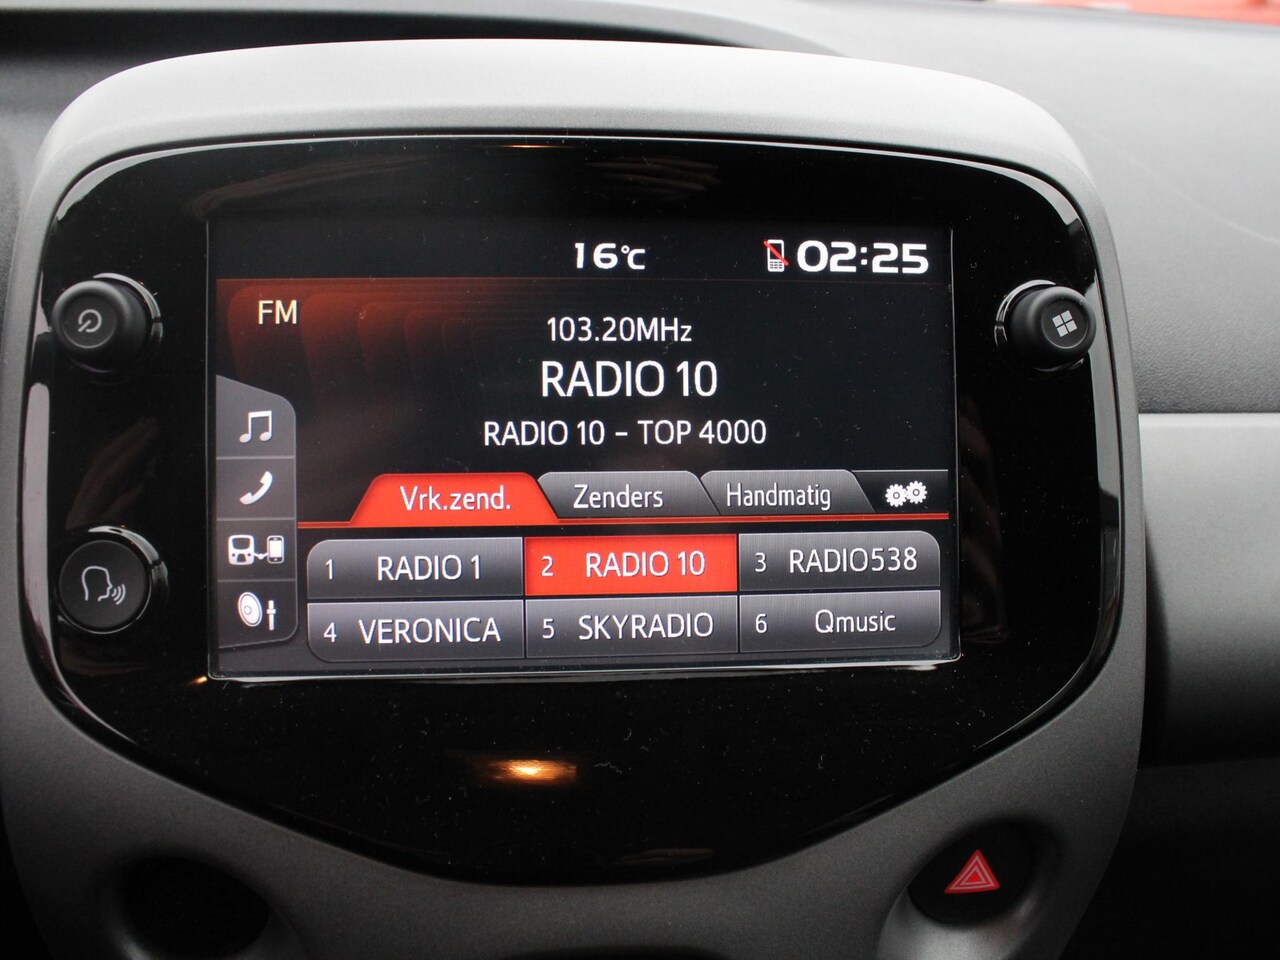 16°C 02:25
FM
103.20MHz
RADIO 10
RADIO 10 - TOP 4000
Vrk.zend. Zenders Handmatig
1 RADIO 1 2 RADIO 10 3 RADIO538
4 VERONICA 5 SKYRADIO 6 Qmusic